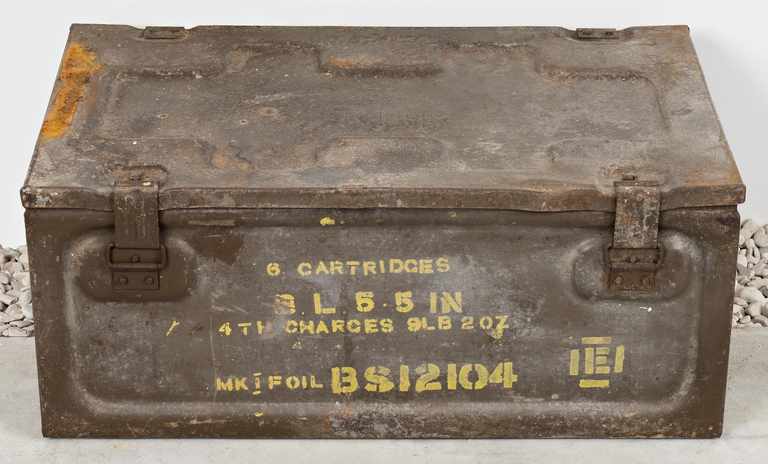 6 CARTRIDGES
B.L 5.5 IN
4TH CHARGES 9LB 2OZ
MK I FOIL BS12104
E